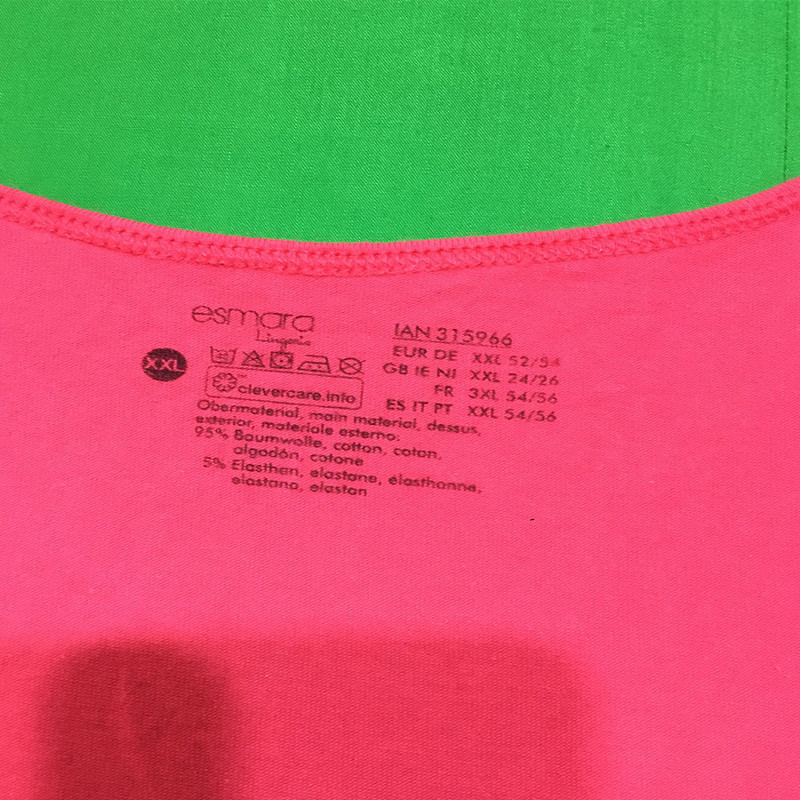 esmara
Lingerie
XXL
clevercare.info
IAN 315966
EUR DE XXL 52/54
GB IE NI XXL 24/26
FR 3XL 54/56
ES IT PT XXL 54/56
Obermaterial, main material, dessus,
exterior, materiale esterno:
95% Baumwolle, cotton, coton,
algodón, cotone
5% Elasthan, elastane, élasthanne,
elastano, elastan